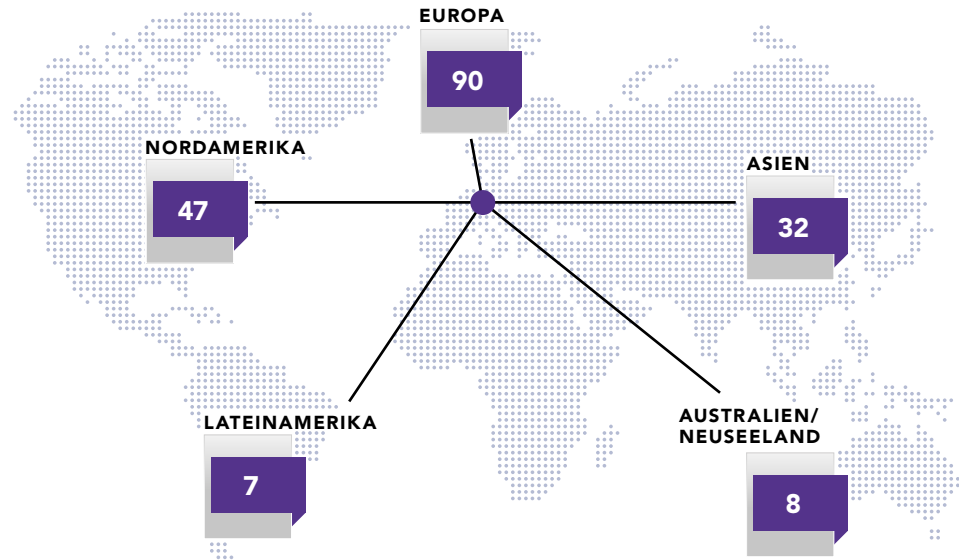 EUROPA
90
NORDAMERIKA
47
ASIEN
32
LATEINAMERIKA
7
AUSTRALIEN/
NEUSEELAND
8